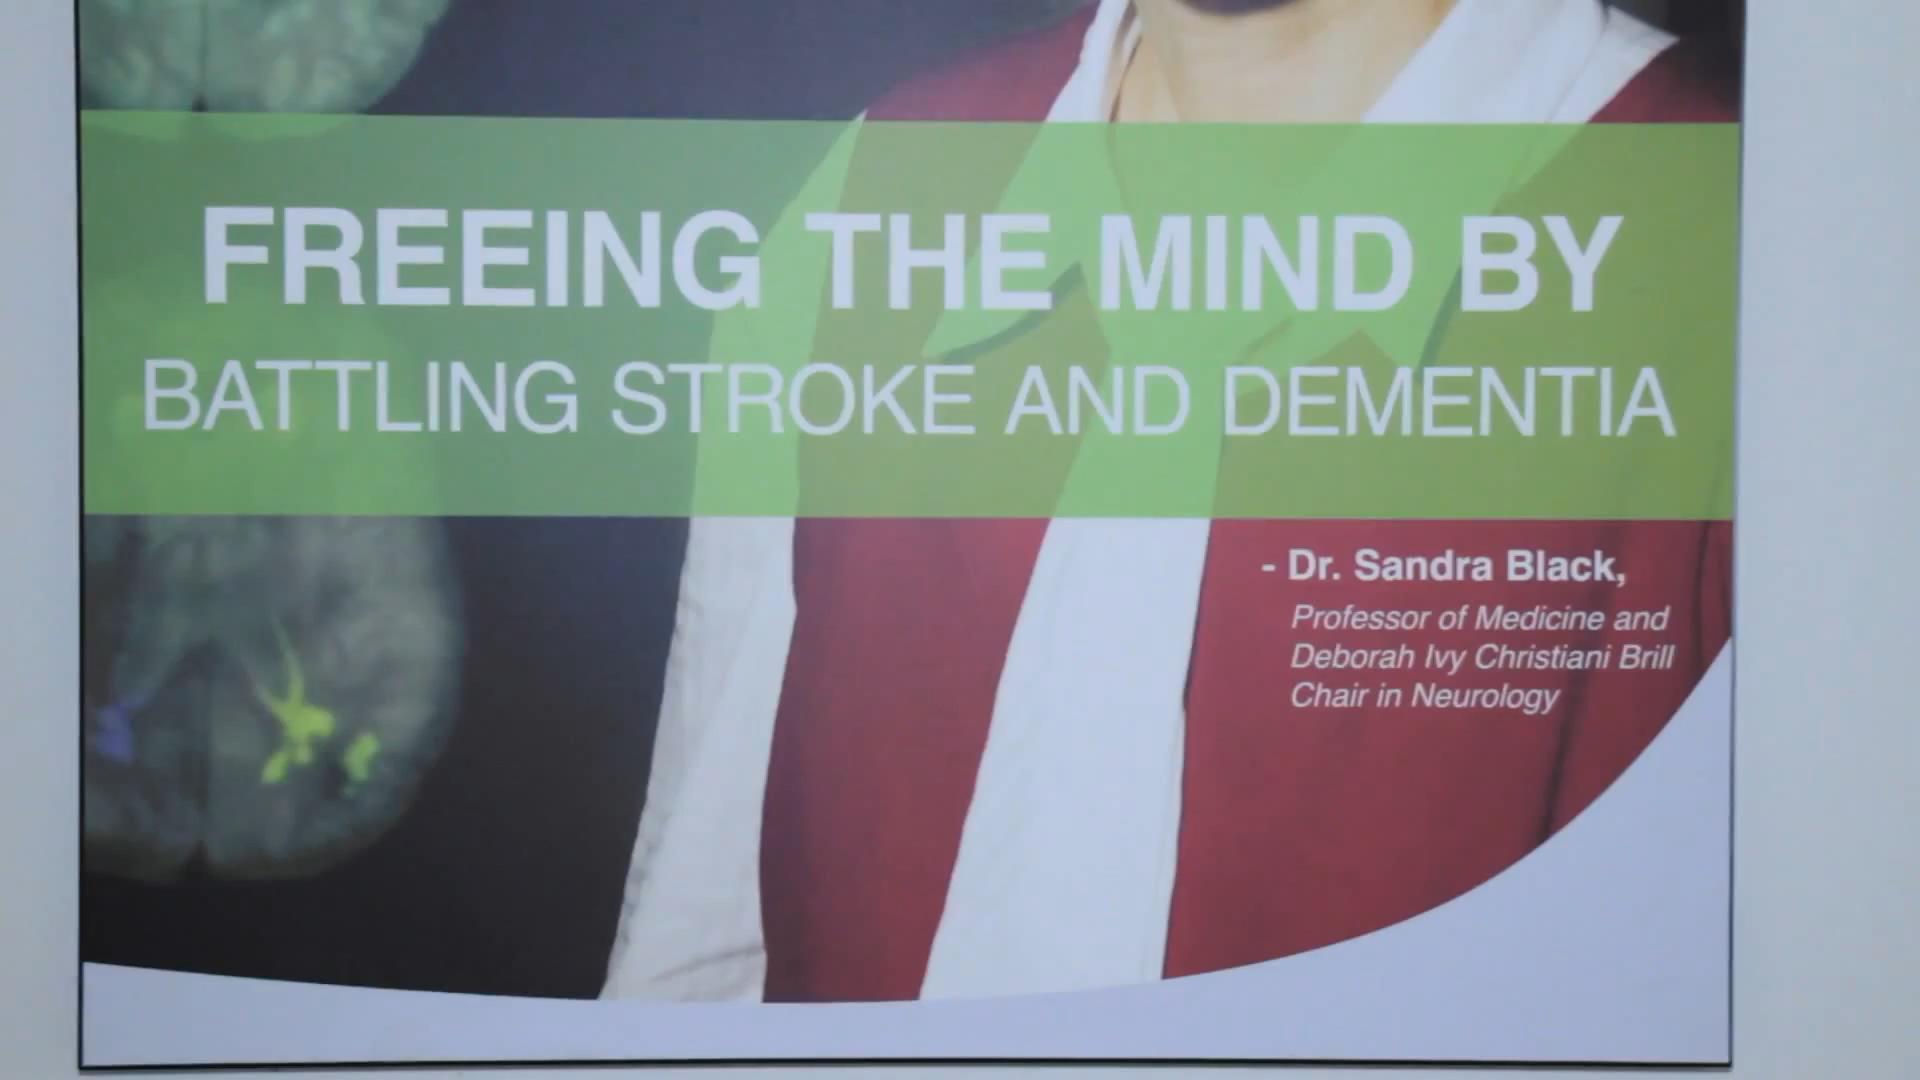 FREEING THE MIND BY
BATTLING STROKE AND DEMENTIA
- Dr. Sandra Black,
Professor of Medicine and
Deborah Ivy Christiani Brill
Chair in Neurology